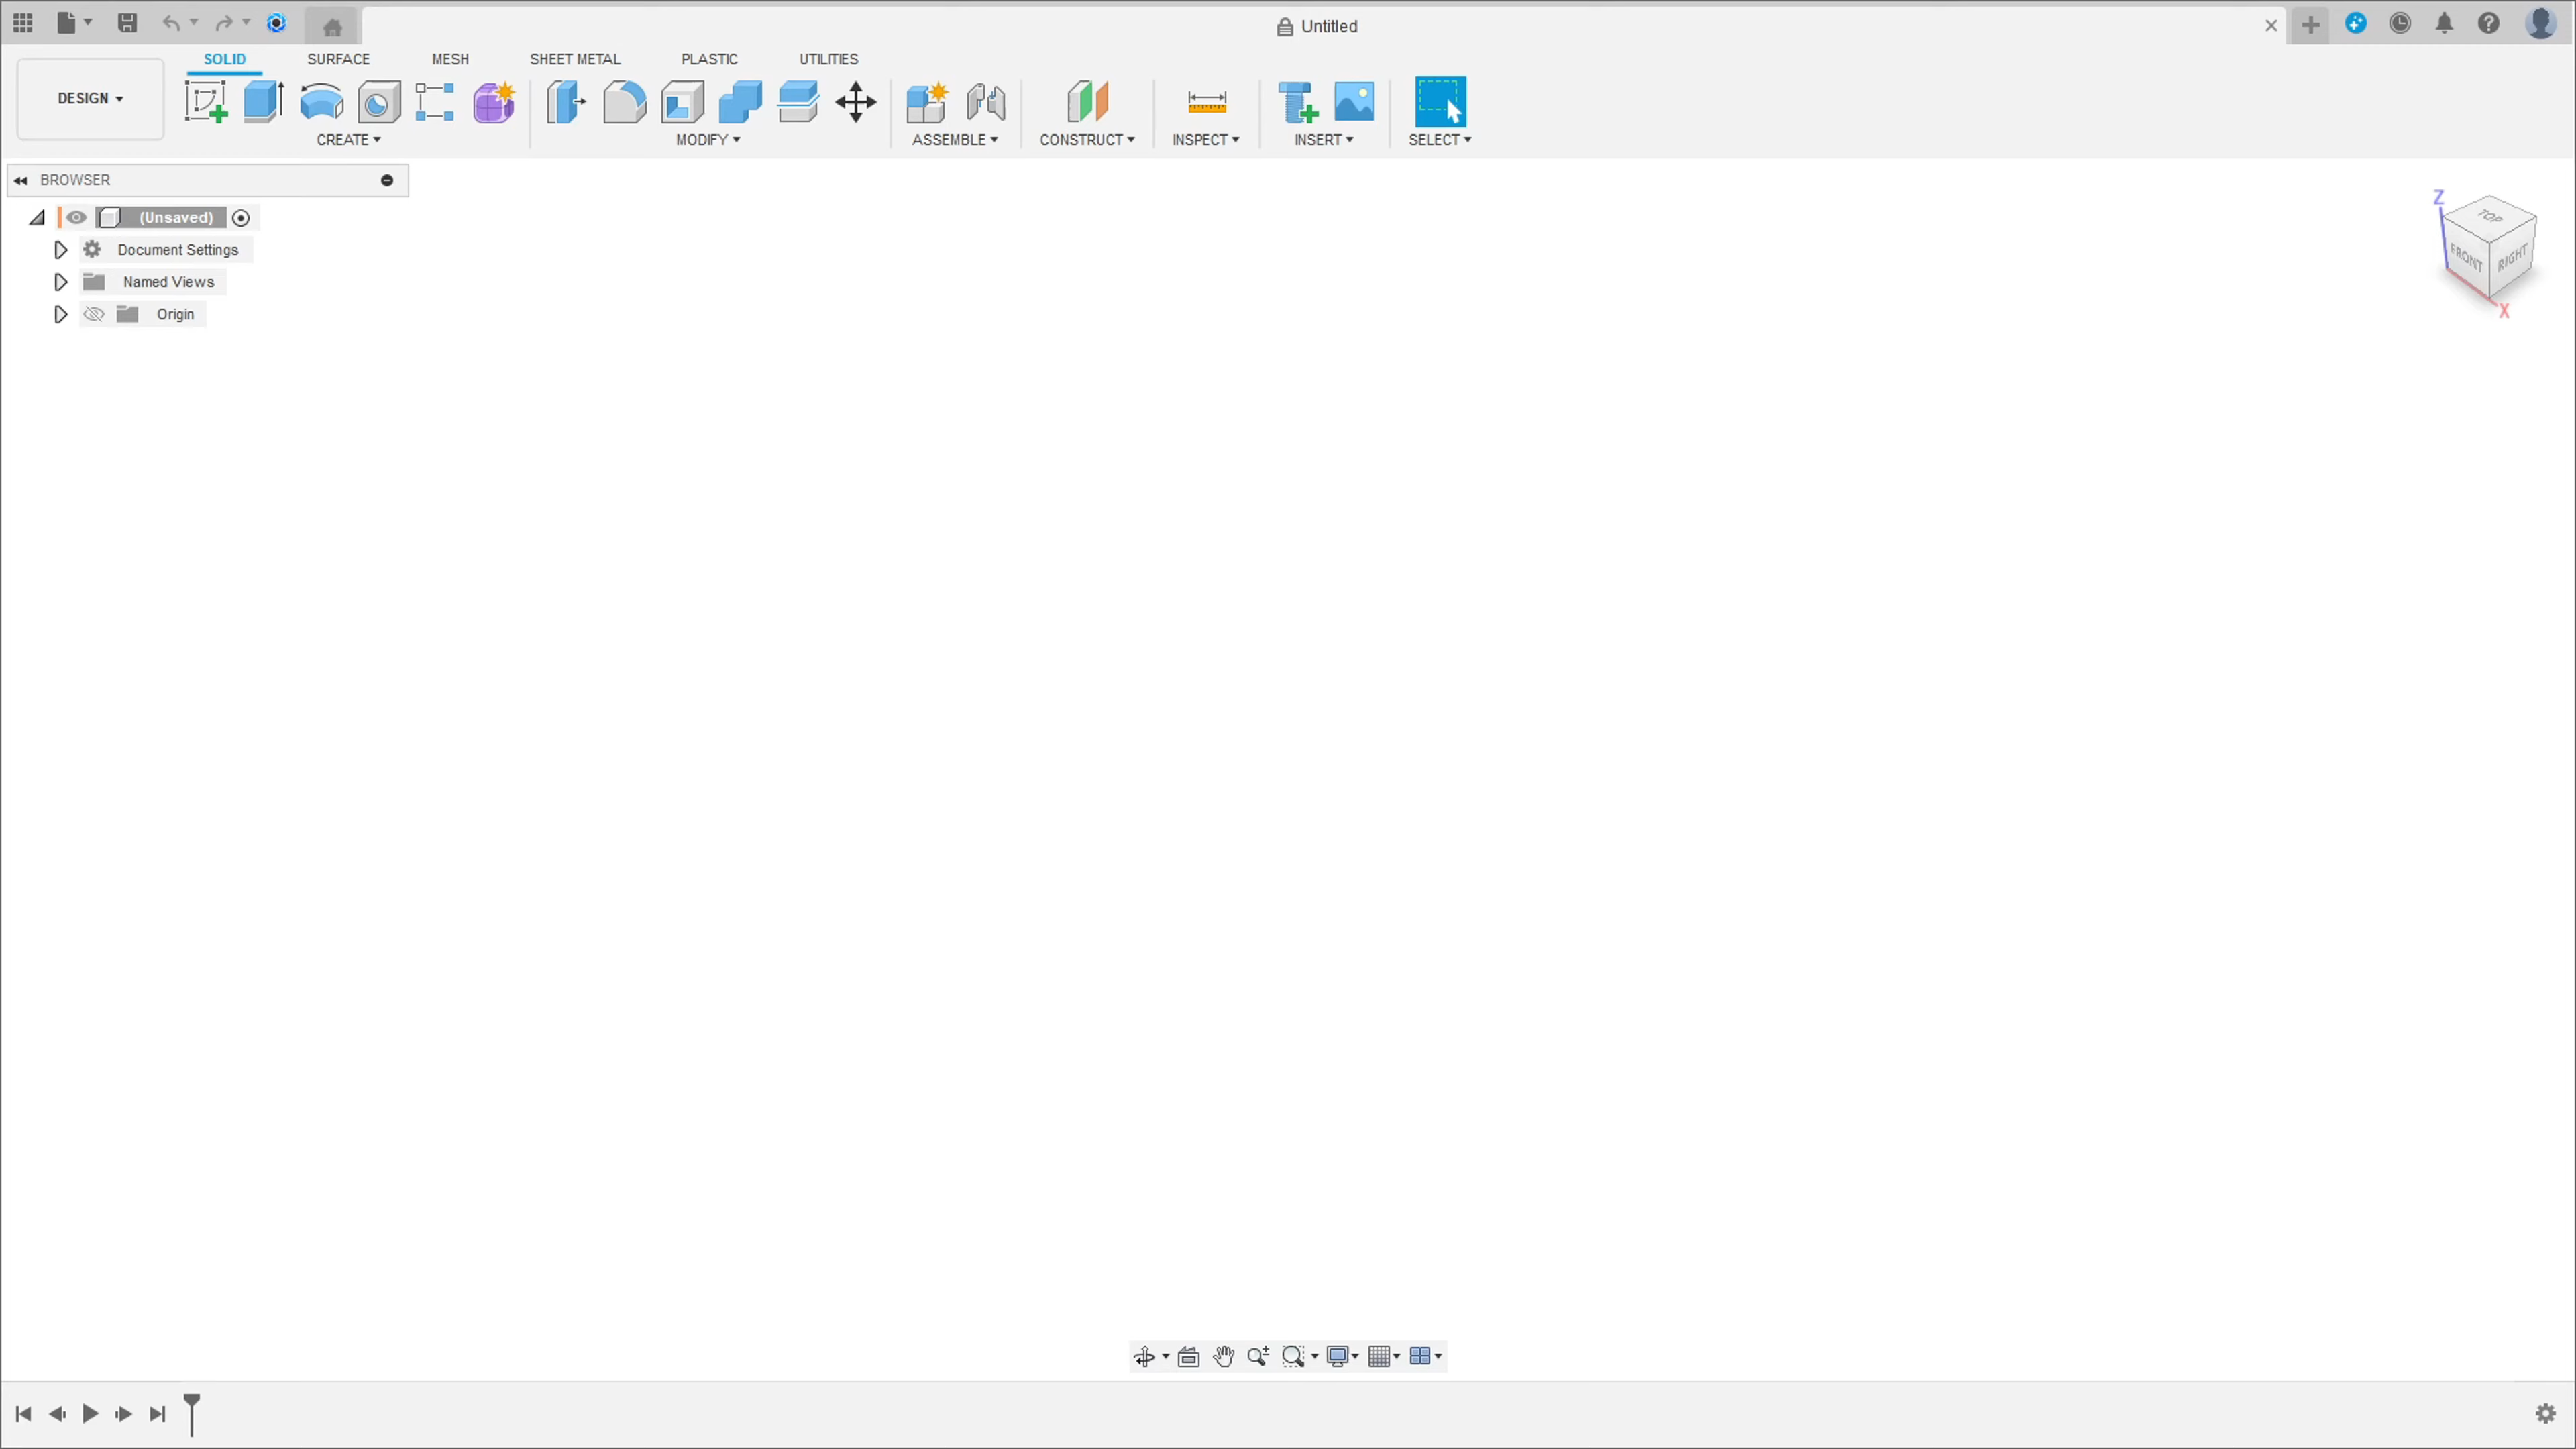 Untitled
SOLID SURFACE MESH SHEET METAL PLASTIC UTILITIES
DESIGN
CREATE MODIFY ASSEMBLE CONSTRUCT INSPECT INSERT SELECT
BROWSER
(Unsaved)
Document Settings
Named Views
Origin
Z
TOP
FRONT RIGHT
X